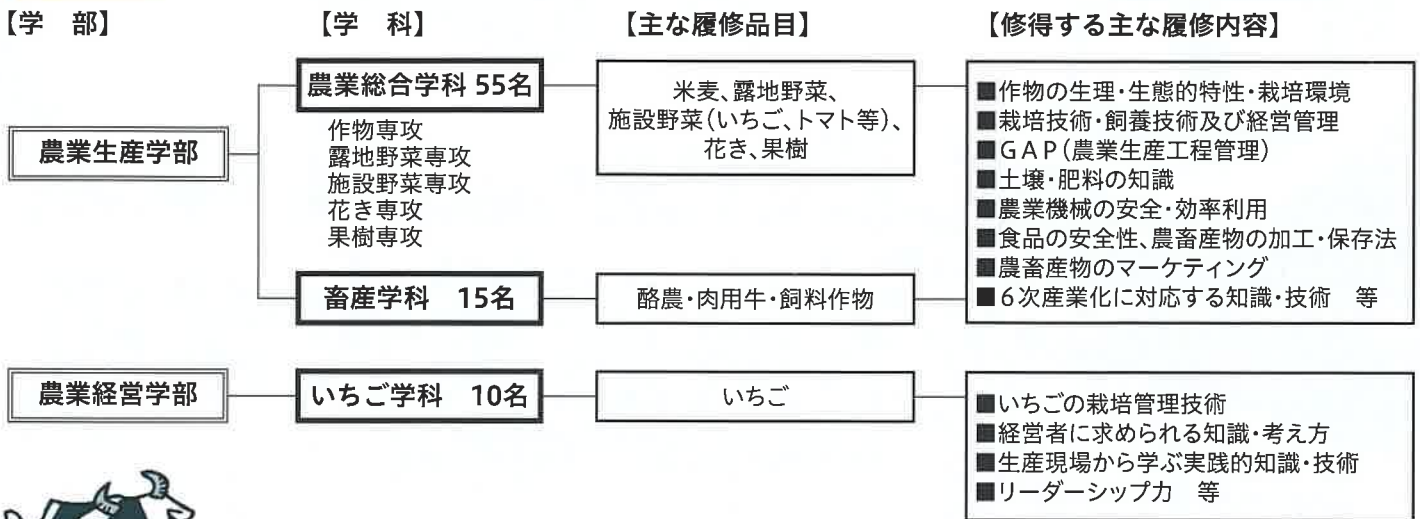 【学　部】
【学　科】
【主な履修品目】
【修得する主な履修内容】
農業生産学部
農業総合学科 55名
作物専攻
露地野菜専攻
施設野菜専攻
花き専攻
果樹専攻
米麦、露地野菜、
施設野菜(いちご、トマト等)、
花き、果樹
畜産学科　15名
酪農・肉用牛・飼料作物
■作物の生理・生態的特性・栽培環境
■栽培技術・飼養技術及び経営管理
■GAP(農業生産工程管理)
■土壌・肥料の知識
■農業機械の安全・効率利用
■食品の安全性、農畜産物の加工・保存法
■農畜産物のマーケティング
■6次産業化に対応する知識・技術　等
農業経営学部
いちご学科　10名
いちご
■いちごの栽培管理技術
■経営者に求められる知識・考え方
■生産現場から学ぶ実践的知識・技術
■リーダーシップ力　等